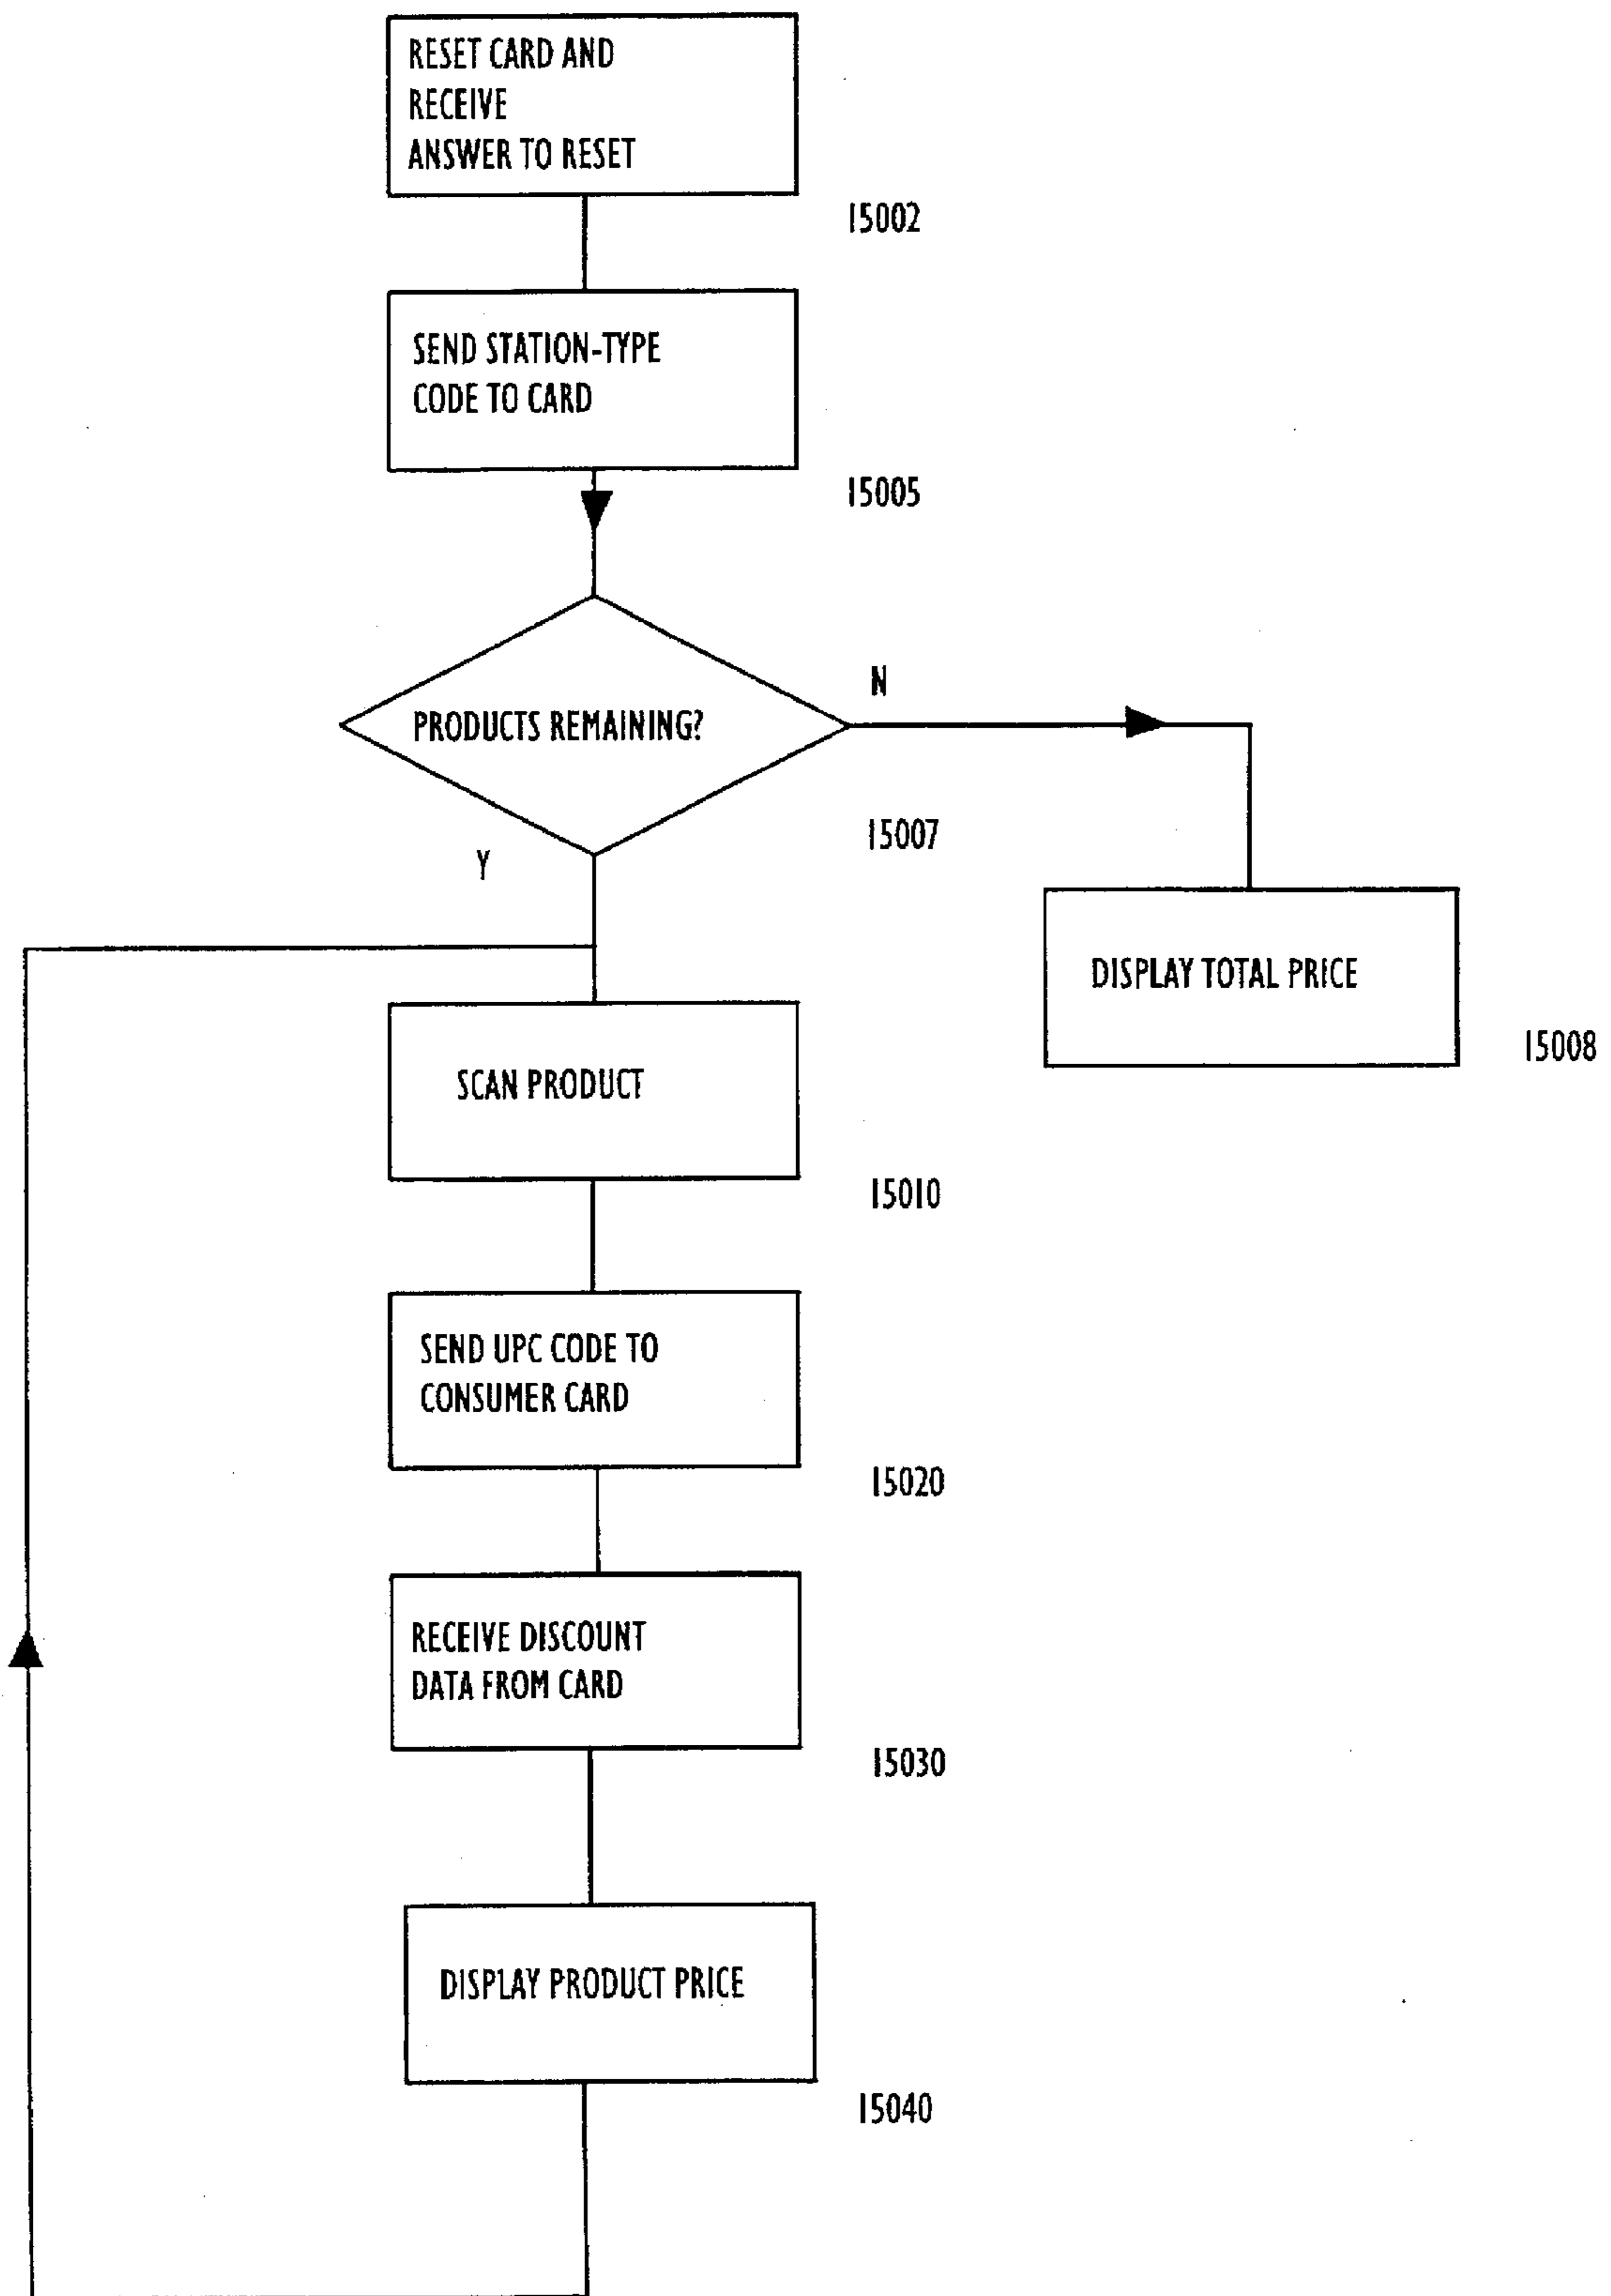 RESET CARD AND
RECEIVE
ANSWER TO RESET
15002
SEND STATION-TYPE
CODE TO CARD
15005
PRODUCTS REMAINING?
N
15007
Y
DISPLAY TOTAL PRICE
15008
SCAN PRODUCT
15010
SEND UPC CODE TO
CONSUMER CARD
15020
RECEIVE DISCOUNT
DATA FROM CARD
15030
DISPLAY PRODUCT PRICE
15040